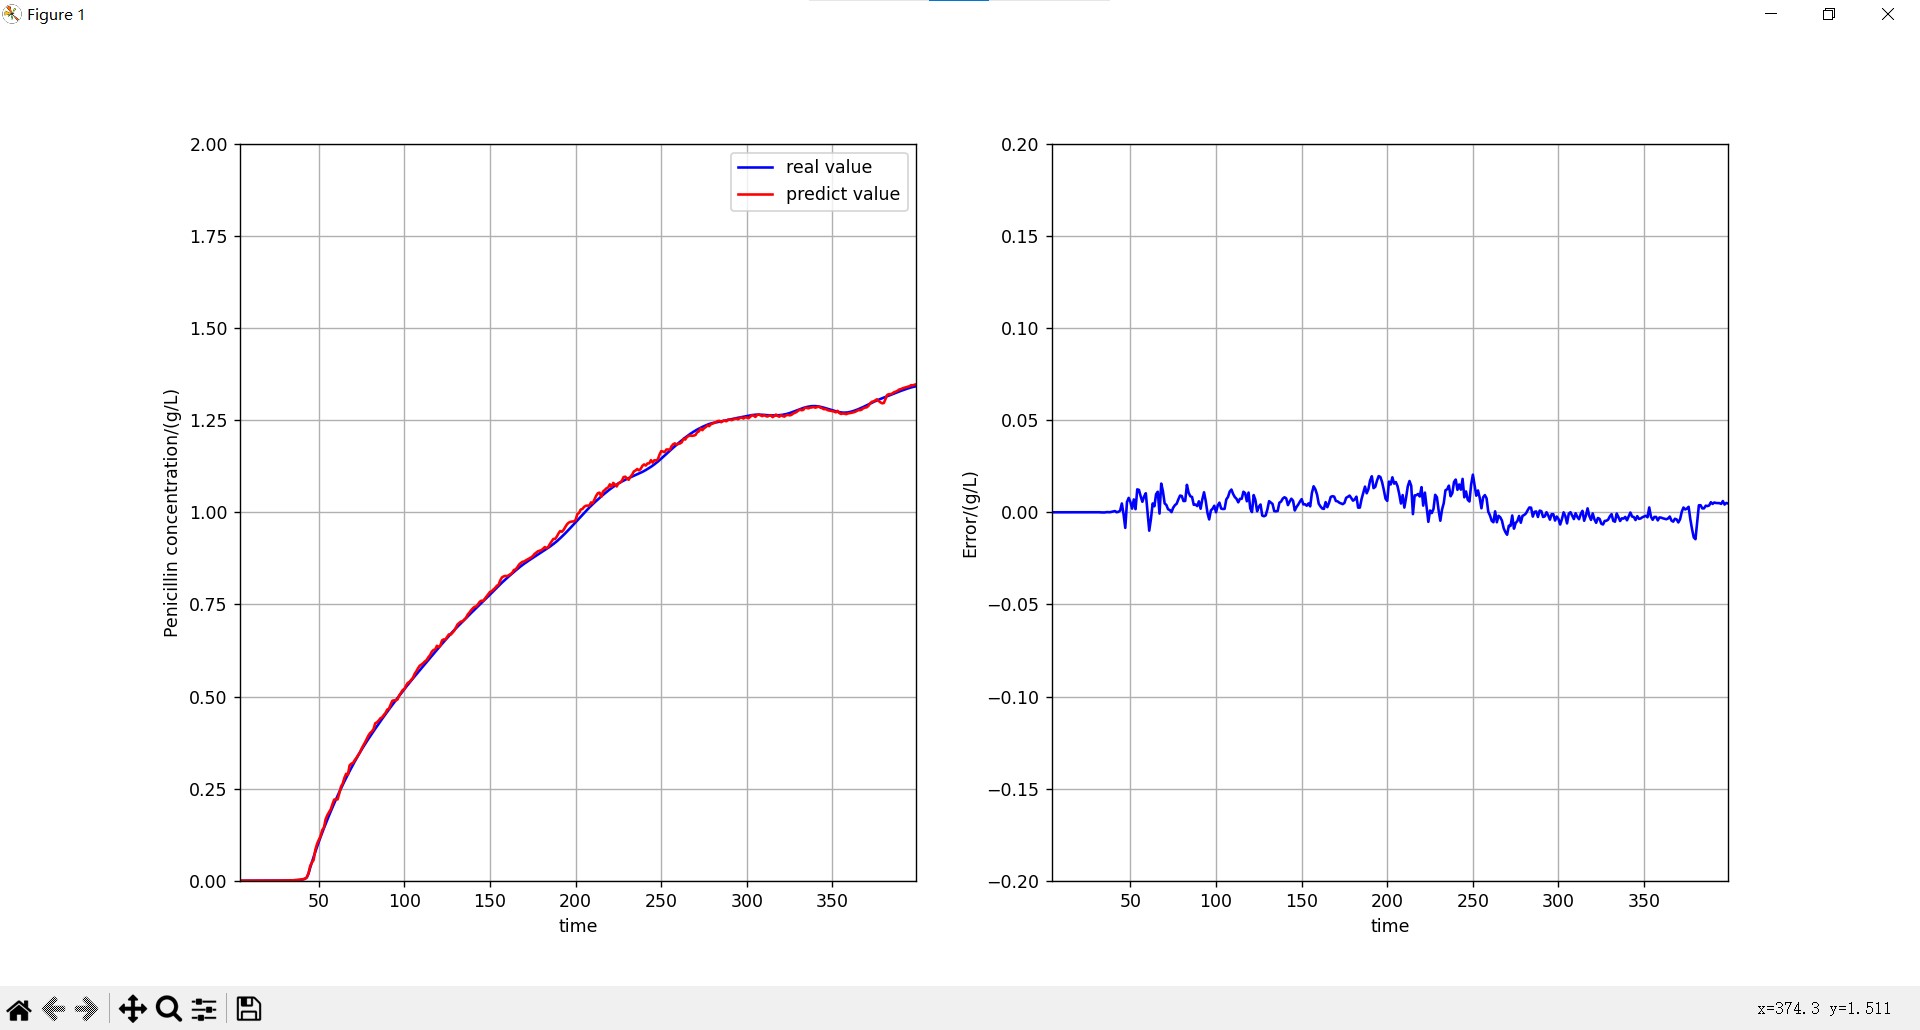 Figure 1
2.00
1.75
1.50
1.25
1.00
0.75
0.50
0.25
0.00
Penicillin concentration/(g/L)
50 100 150 200 250 300 350
time
real value
predict value
0.20
0.15
0.10
0.05
0.00
−0.05
−0.10
−0.15
−0.20
Error/(g/L)
50 100 150 200 250 300 350
time
x=374.3 y=1.511